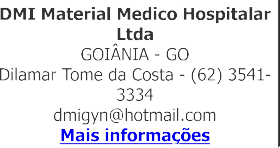 DMI Material Medico Hospitalar
Ltda
GOIÂNIA - GO
Dilamar Tome da Costa - (62) 3541-
3334
dmigyn@hotmail.com
Mais informações